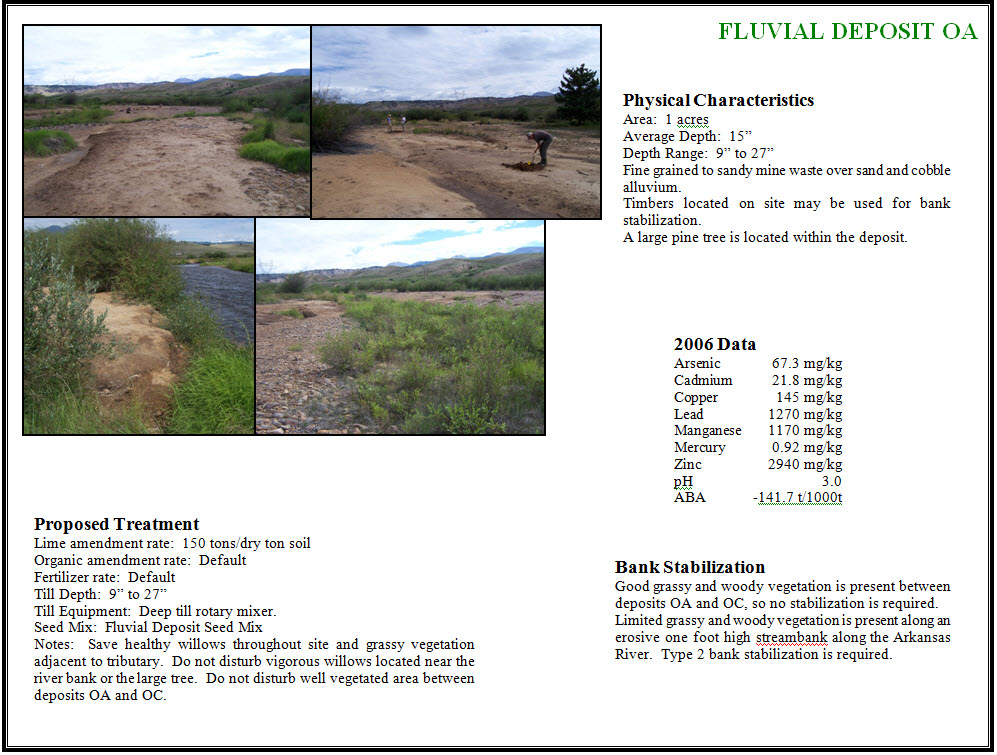 FLUVIAL DEPOSIT OA
Physical Characteristics
Area: 1 acres
Average Depth: 15”
Depth Range: 9” to 27”
Fine grained to sandy mine waste over sand and cobble
alluvium.
Timbers located on site may be used for bank
stabilization.
A large pine tree is located within the deposit.
2006 Data
Arsenic 67.3 mg/kg
Cadmium 21.8 mg/kg
Copper 145 mg/kg
Lead 1270 mg/kg
Manganese 1170 mg/kg
Mercury 0.92 mg/kg
Zinc 2940 mg/kg
pH 3.0
ABA -141.7 t/1000t
Proposed Treatment
Lime amendment rate: 150 tons/dry ton soil
Organic amendment rate: Default
Fertilizer rate: Default
Till Depth: 9” to 27”
Till Equipment: Deep till rotary mixer.
Seed Mix: Fluvial Deposit Seed Mix
Notes: Save healthy willows throughout site and grassy vegetation
adjacent to tributary. Do not disturb vigorous willows located near the
river bank or the large tree. Do not disturb well vegetated area between
deposits OA and OC.
Bank Stabilization
Good grassy and woody vegetation is present between
deposits OA and OC, so no stabilization is required.
Limited grassy and woody vegetation is present along an
erosive one foot high streambank along the Arkansas
River. Type 2 bank stabilization is required.